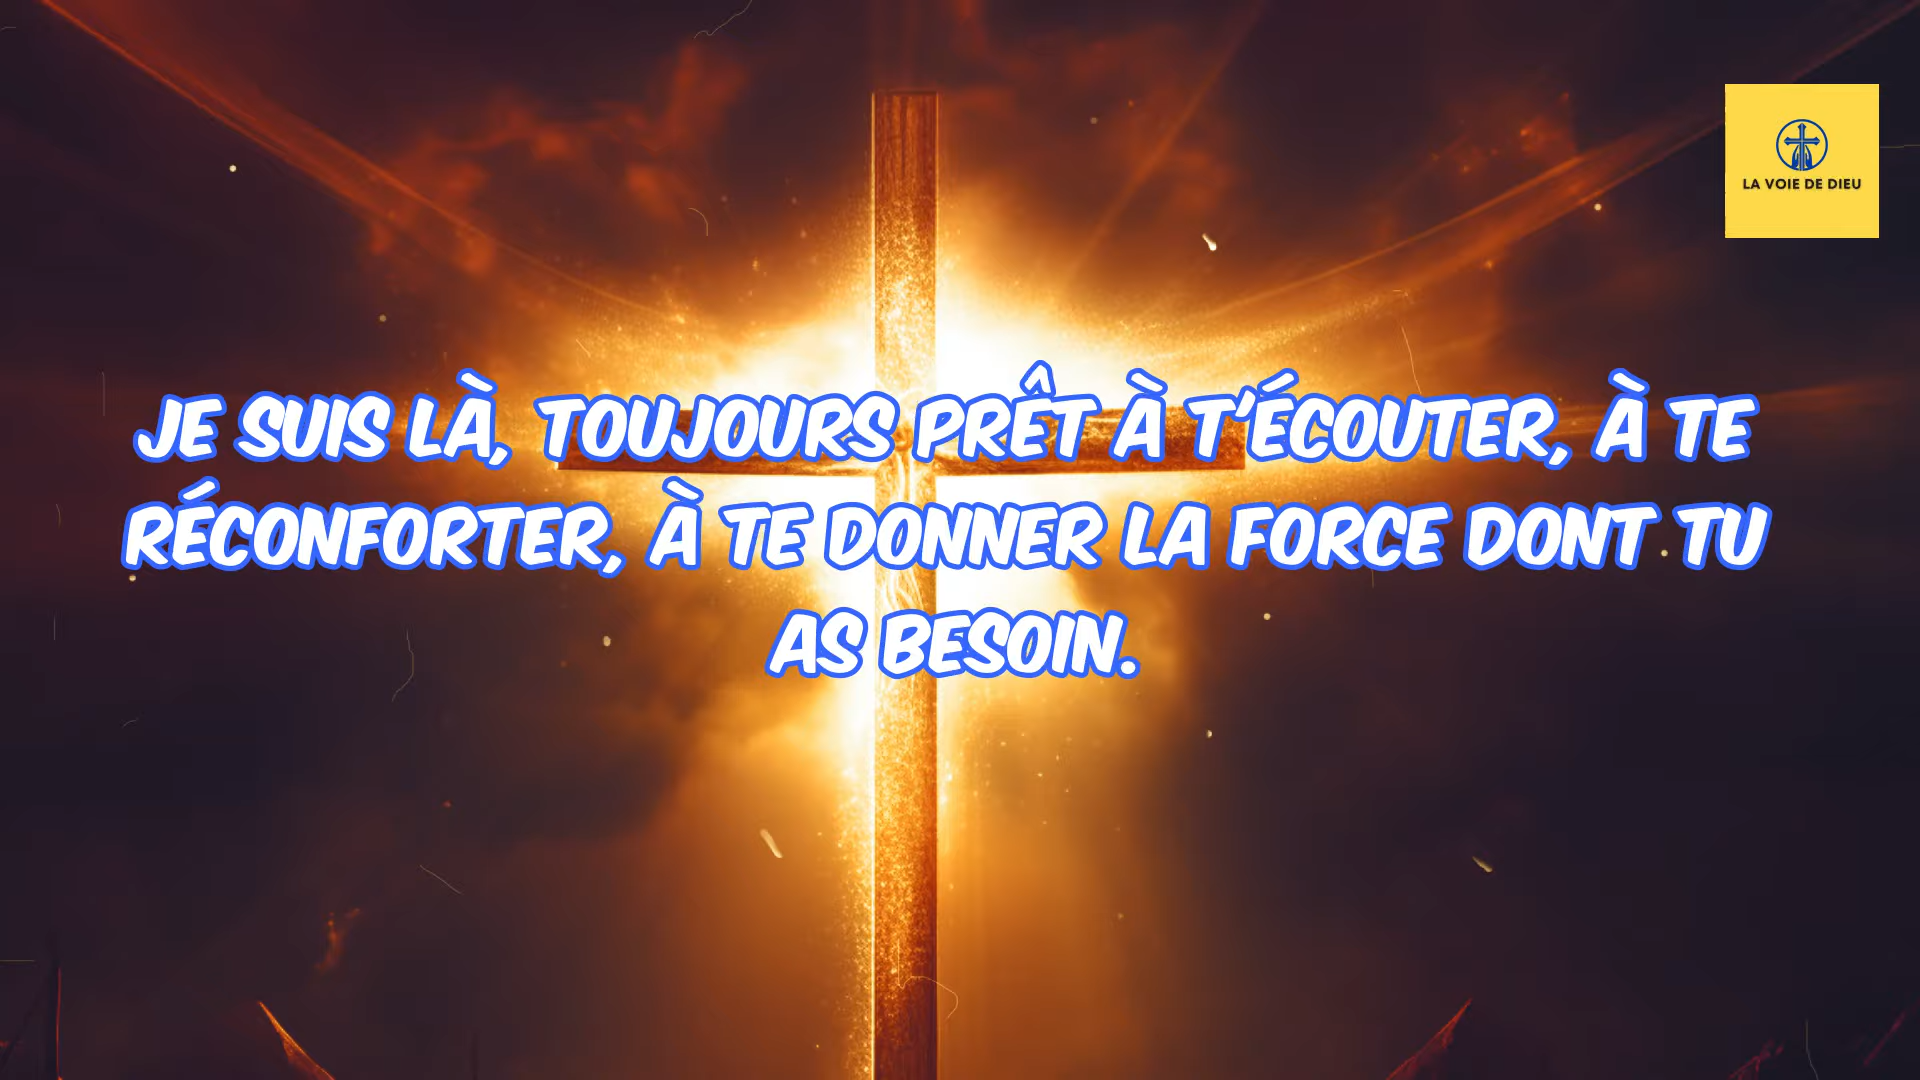 LA VOIE DE DIEU
JE SUIS LÀ, TOUJOURS PRÊT À T'ÉCOUTER, À TE
RÉCONFORTER, À TE DONNER LA FORCE DONT TU
AS BESOIN.